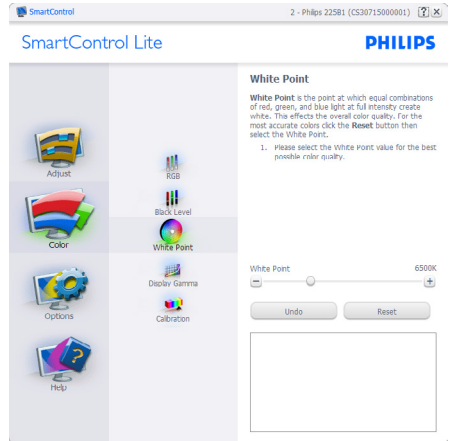 SmartControl
2 - Philips 225B1 (CS30715000001)
?
X
SmartControl Lite
PHILIPS
White Point
White Point is the point at which equal combinations
of red, green, and blue light at full intensity create
white. This effects the overall color quality. For the
most accurate colors click the Reset button then
select the White Point.
1. Please select the White Point value for the best
possible color quality.
Adjust
Color
Options
Help
RGB
Black Level
White Point
Display Gamma
Calibration
White Point
6500K
Undo
Reset